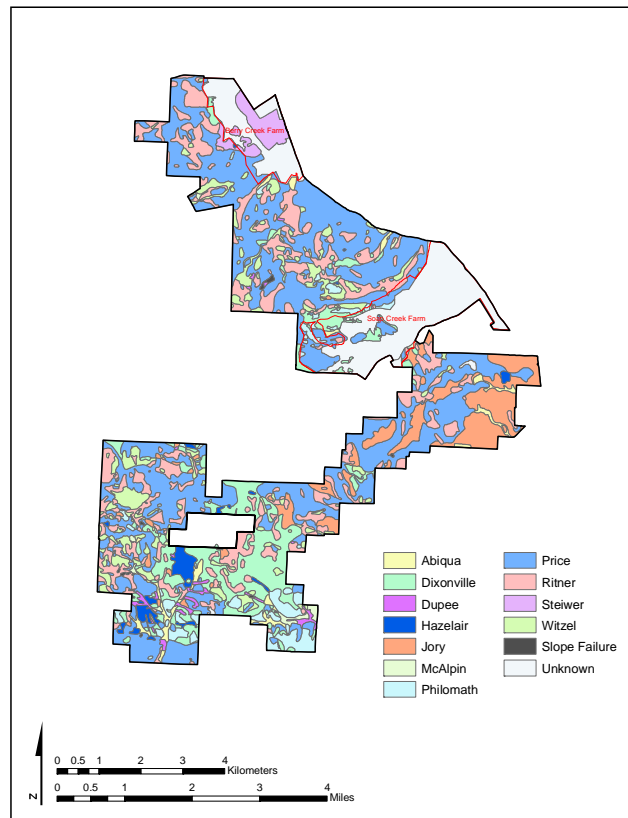 Berry Creek Farm
Soap Creek Farm
Abiqua
Dixonville
Dupee
Hazelair
Jory
McAlpin
Philomath
Price
Ritner
Steiwer
Witzel
Slope Failure
Unknown
0 0.5 1 2 3 4
Kilometers
0 0.5 1 2 3 4
Miles
N